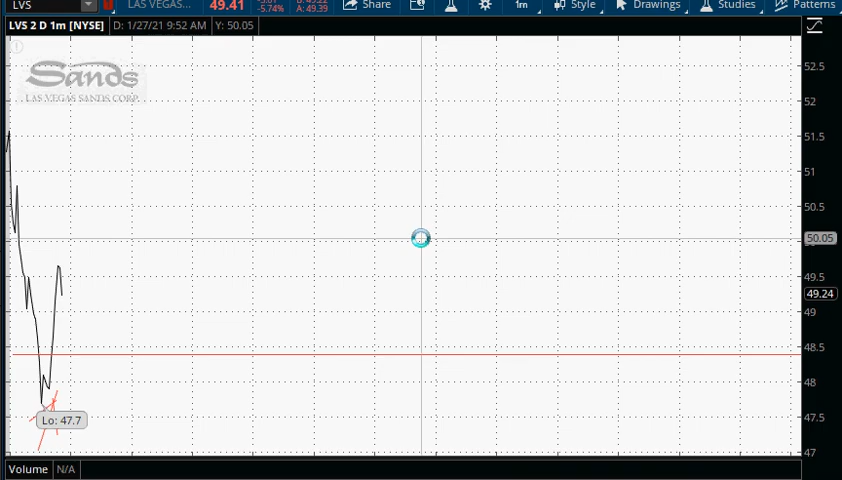 LVS LAS VEGAS... 49.41 -5.74% A: 49.39 Share 1m Style Drawings Studies Patterns
LVS 2 D 1m [NYSE] D: 1/27/21 9:52 AM Y: 50.05
Sands
LAS VEGAS SANDS CORP.
52.5
52
51.5
51
50.5
50.05
49.5
49.24
49
48.5
48
Lo: 47.7
47.5
47
Volume N/A